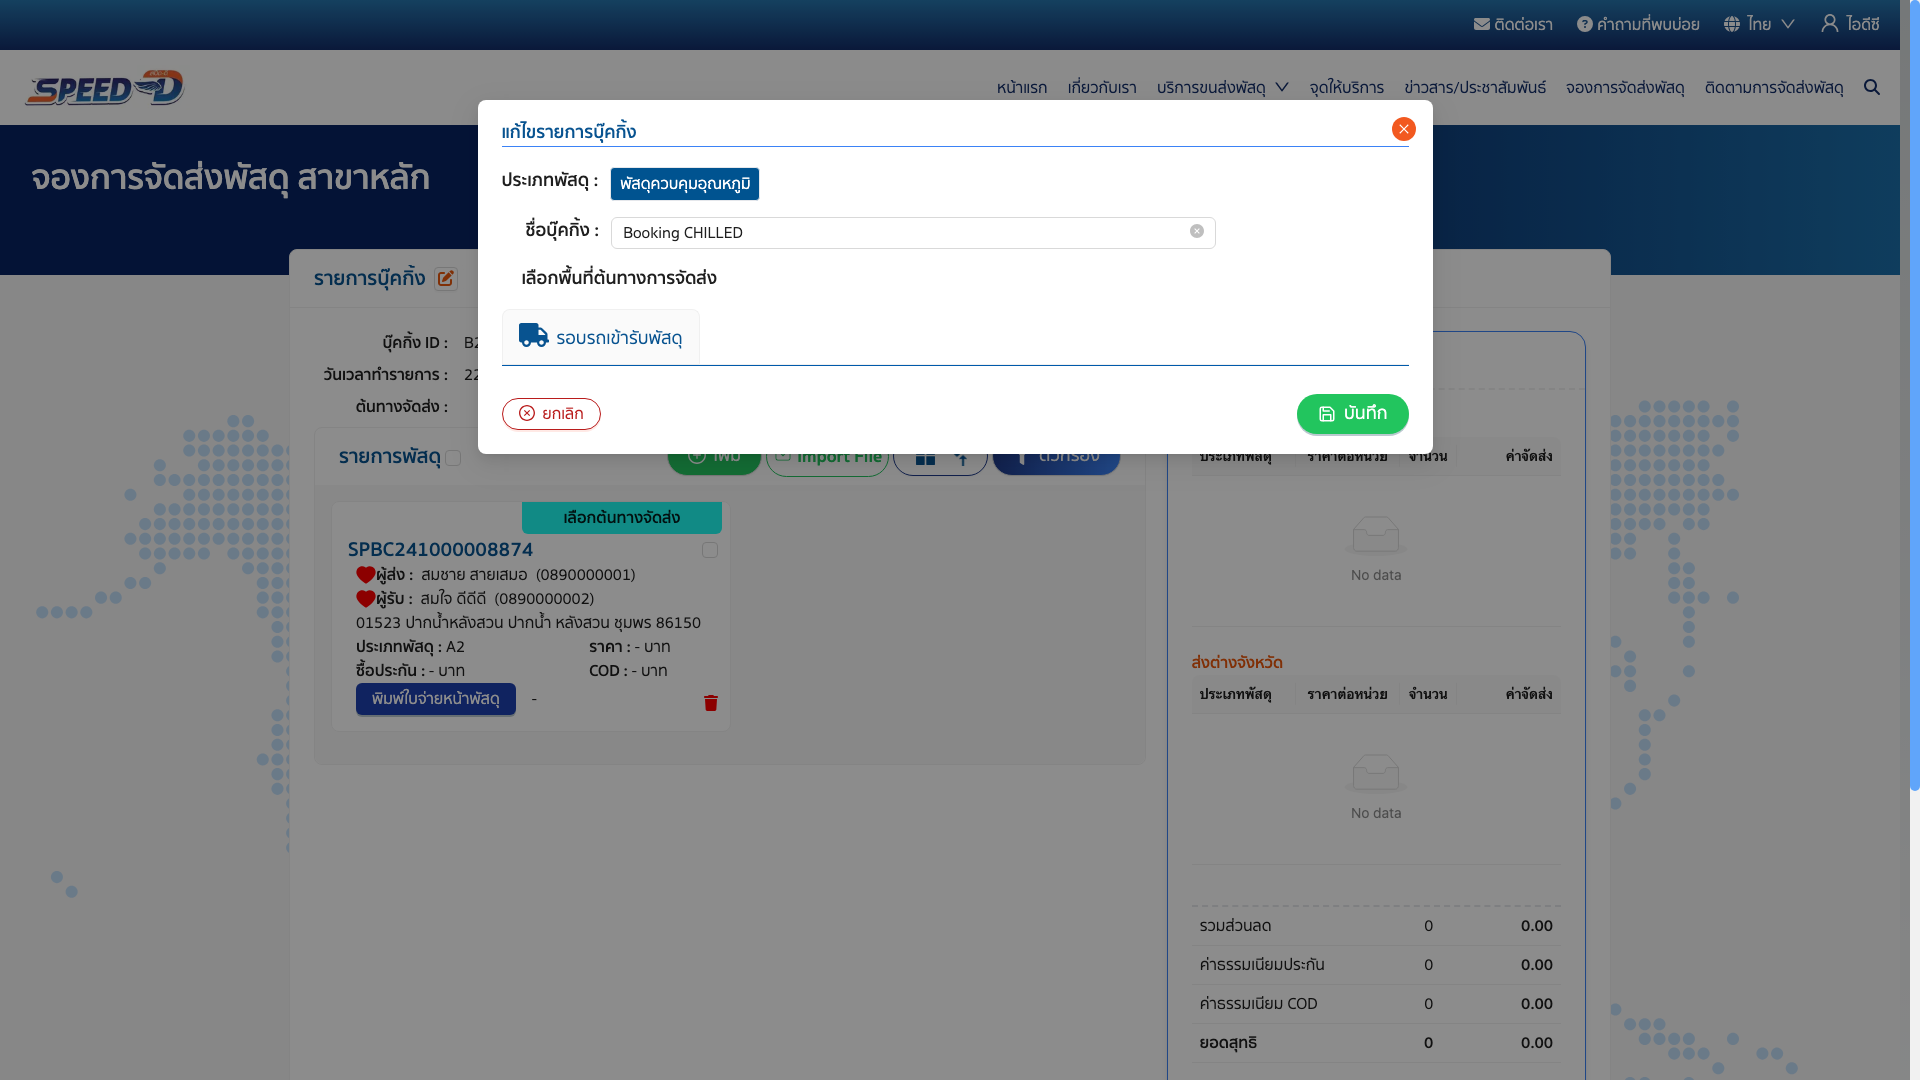 ติดต่อเรา คำถามที่พบบ่อย ไทย ไอดีซี
SPEED-D
หน้าแรก เกี่ยวกับเรา บริการขนส่งพัสดุ จุดให้บริการ ข่าวสาร/ประชาสัมพันธ์ จองการจัดส่งพัสดุ ติดตามการจัดส่งพัสดุ
จองการจัดส่งพัสดุ สาขาหลัก
แก้ไขรายการบุ๊คกิ้ง
ประเภทพัสดุ : พัสดุควบคุมอุณหภูมิ
ชื่อบุ๊คกิ้ง : Booking CHILLED
เลือกพื้นที่ต้นทางการจัดส่ง
รอบรถเข้ารับพัสดุ
ยกเลิก บันทึก
รายการบุ๊คกิ้ง
บุ๊คกิ้ง ID :
วันเวลาทำรายการ : 22
ต้นทางจัดส่ง :
รายการพัสดุ เพิ่ม Import File ตัวกรอง
เลือกต้นทางจัดส่ง
SPBC241000008874
ผู้ส่ง : สมชาย สายเสมอ (0890000001)
ผู้รับ : สมใจ ดีดีดี (0890000002)
01523 ปากน้ำหลังสวน ปากน้ำ หลังสวน ชุมพร 86150
ประเภทพัสดุ : A2 ราคา : - บาท
ซื้อประกัน : - บาท COD : - บาท
พิมพ์ใบจ่ายหน้าพัสดุ -
ประเภทพัสดุ ราคาต่อหน่วย จำนวน ค่าจัดส่ง
No data
ส่งต่างจังหวัด
ประเภทพัสดุ ราคาต่อหน่วย จำนวน ค่าจัดส่ง
No data
รวมส่วนลด 0 0.00
ค่าธรรมเนียมประกัน 0 0.00
ค่าธรรมเนียม COD 0 0.00
ยอดสุทธิ 0 0.00